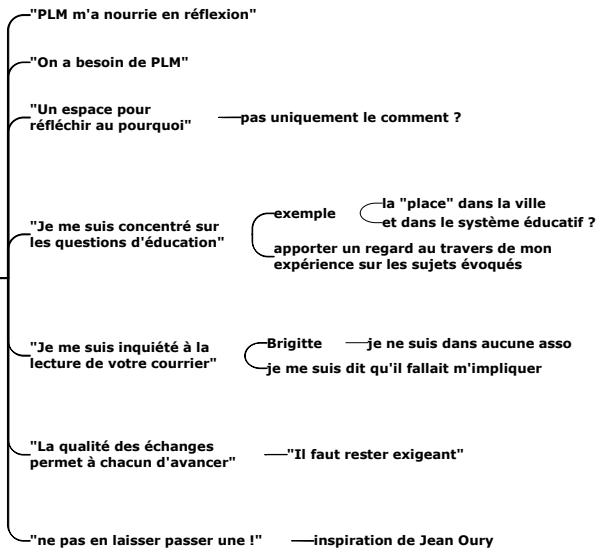 "PLM m'a nourrie en réflexion"
"On a besoin de PLM"
"Un espace pour
réfléchir au pourquoi"
pas uniquement le comment ?
"Je me suis concentré sur
les questions d'éducation"
exemple
la "place" dans la ville
et dans le système éducatif ?
apporter un regard au travers de mon
expérience sur les sujets évoqués
"Je me suis inquiété à la
lecture de votre courrier"
Brigitte
je ne suis dans aucune asso
je me suis dit qu'il fallait m'impliquer
"La qualité des échanges
permet à chacun d'avancer"
"Il faut rester exigeant"
"ne pas en laisser passer une !"
inspiration de Jean Oury